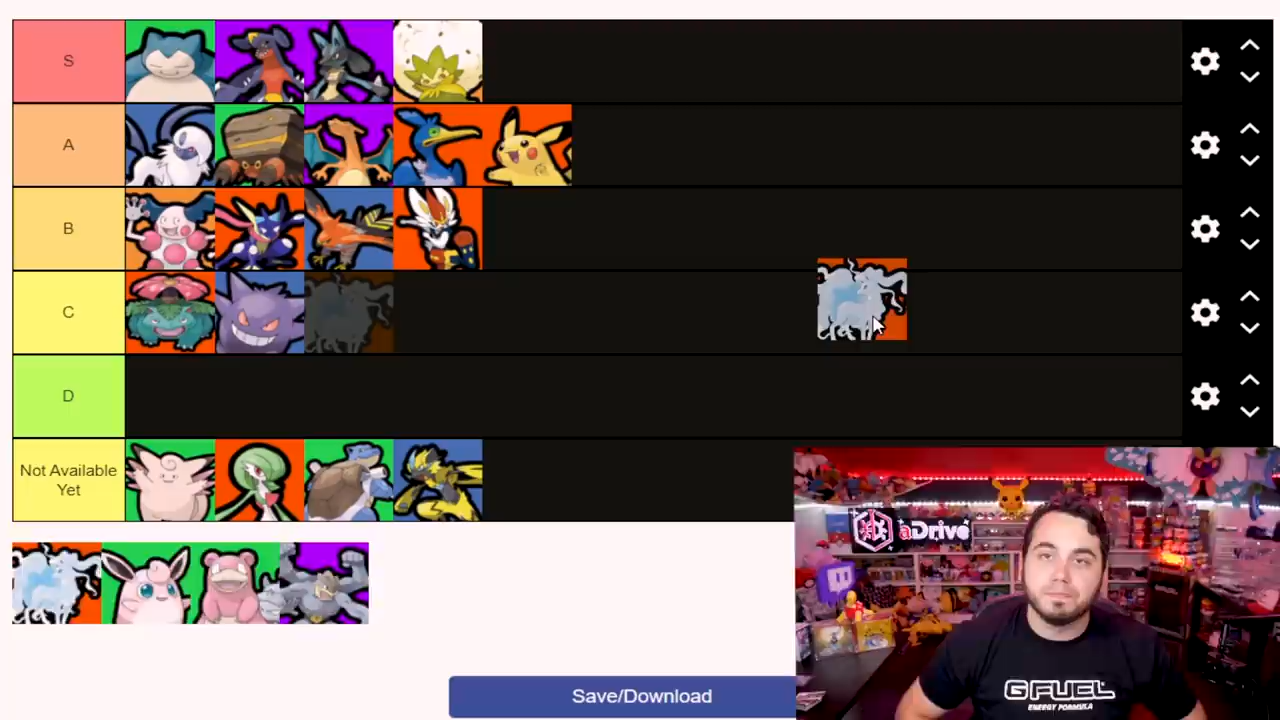 S
A
B
C
D
Not Available
Yet
aDrive
G FUEL
ENERGY FORMULA
Save/Download